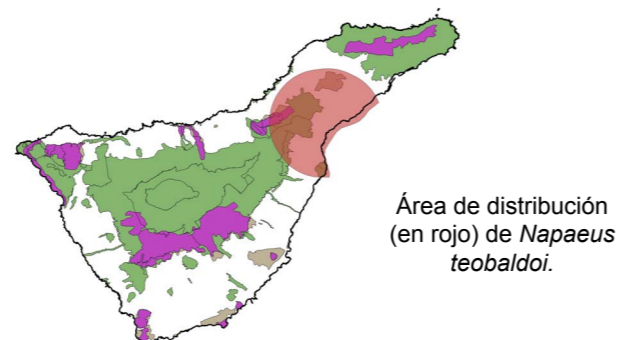 Área de distribución
(en rojo) de Napaeus
teobaldoi.